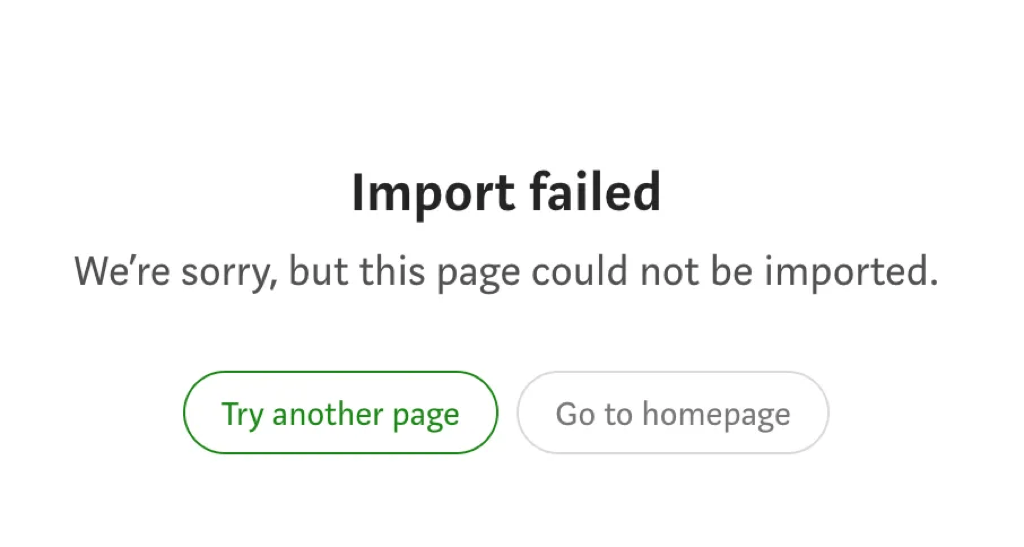 Import failed
We’re sorry, but this page could not be imported.
Try another page
Go to homepage